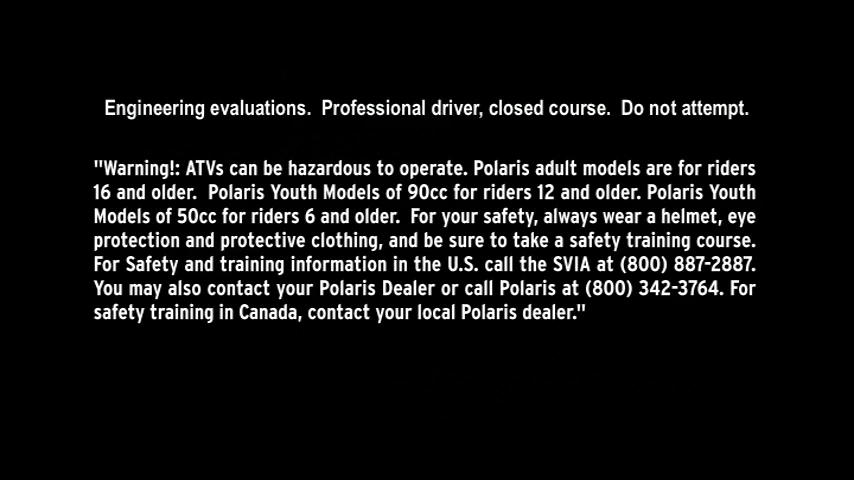 Engineering evaluations.  Professional driver, closed course.  Do not attempt.
"Warning!: ATVs can be hazardous to operate. Polaris adult models are for riders
16 and older.  Polaris Youth Models of 90cc for riders 12 and older. Polaris Youth
Models of 50cc for riders 6 and older.  For your safety, always wear a helmet, eye
protection and protective clothing, and be sure to take a safety training course.
For Safety and training information in the U.S. call the SVIA at (800) 887-2887.
You may also contact your Polaris Dealer or call Polaris at (800) 342-3764. For
safety training in Canada, contact your local Polaris dealer."